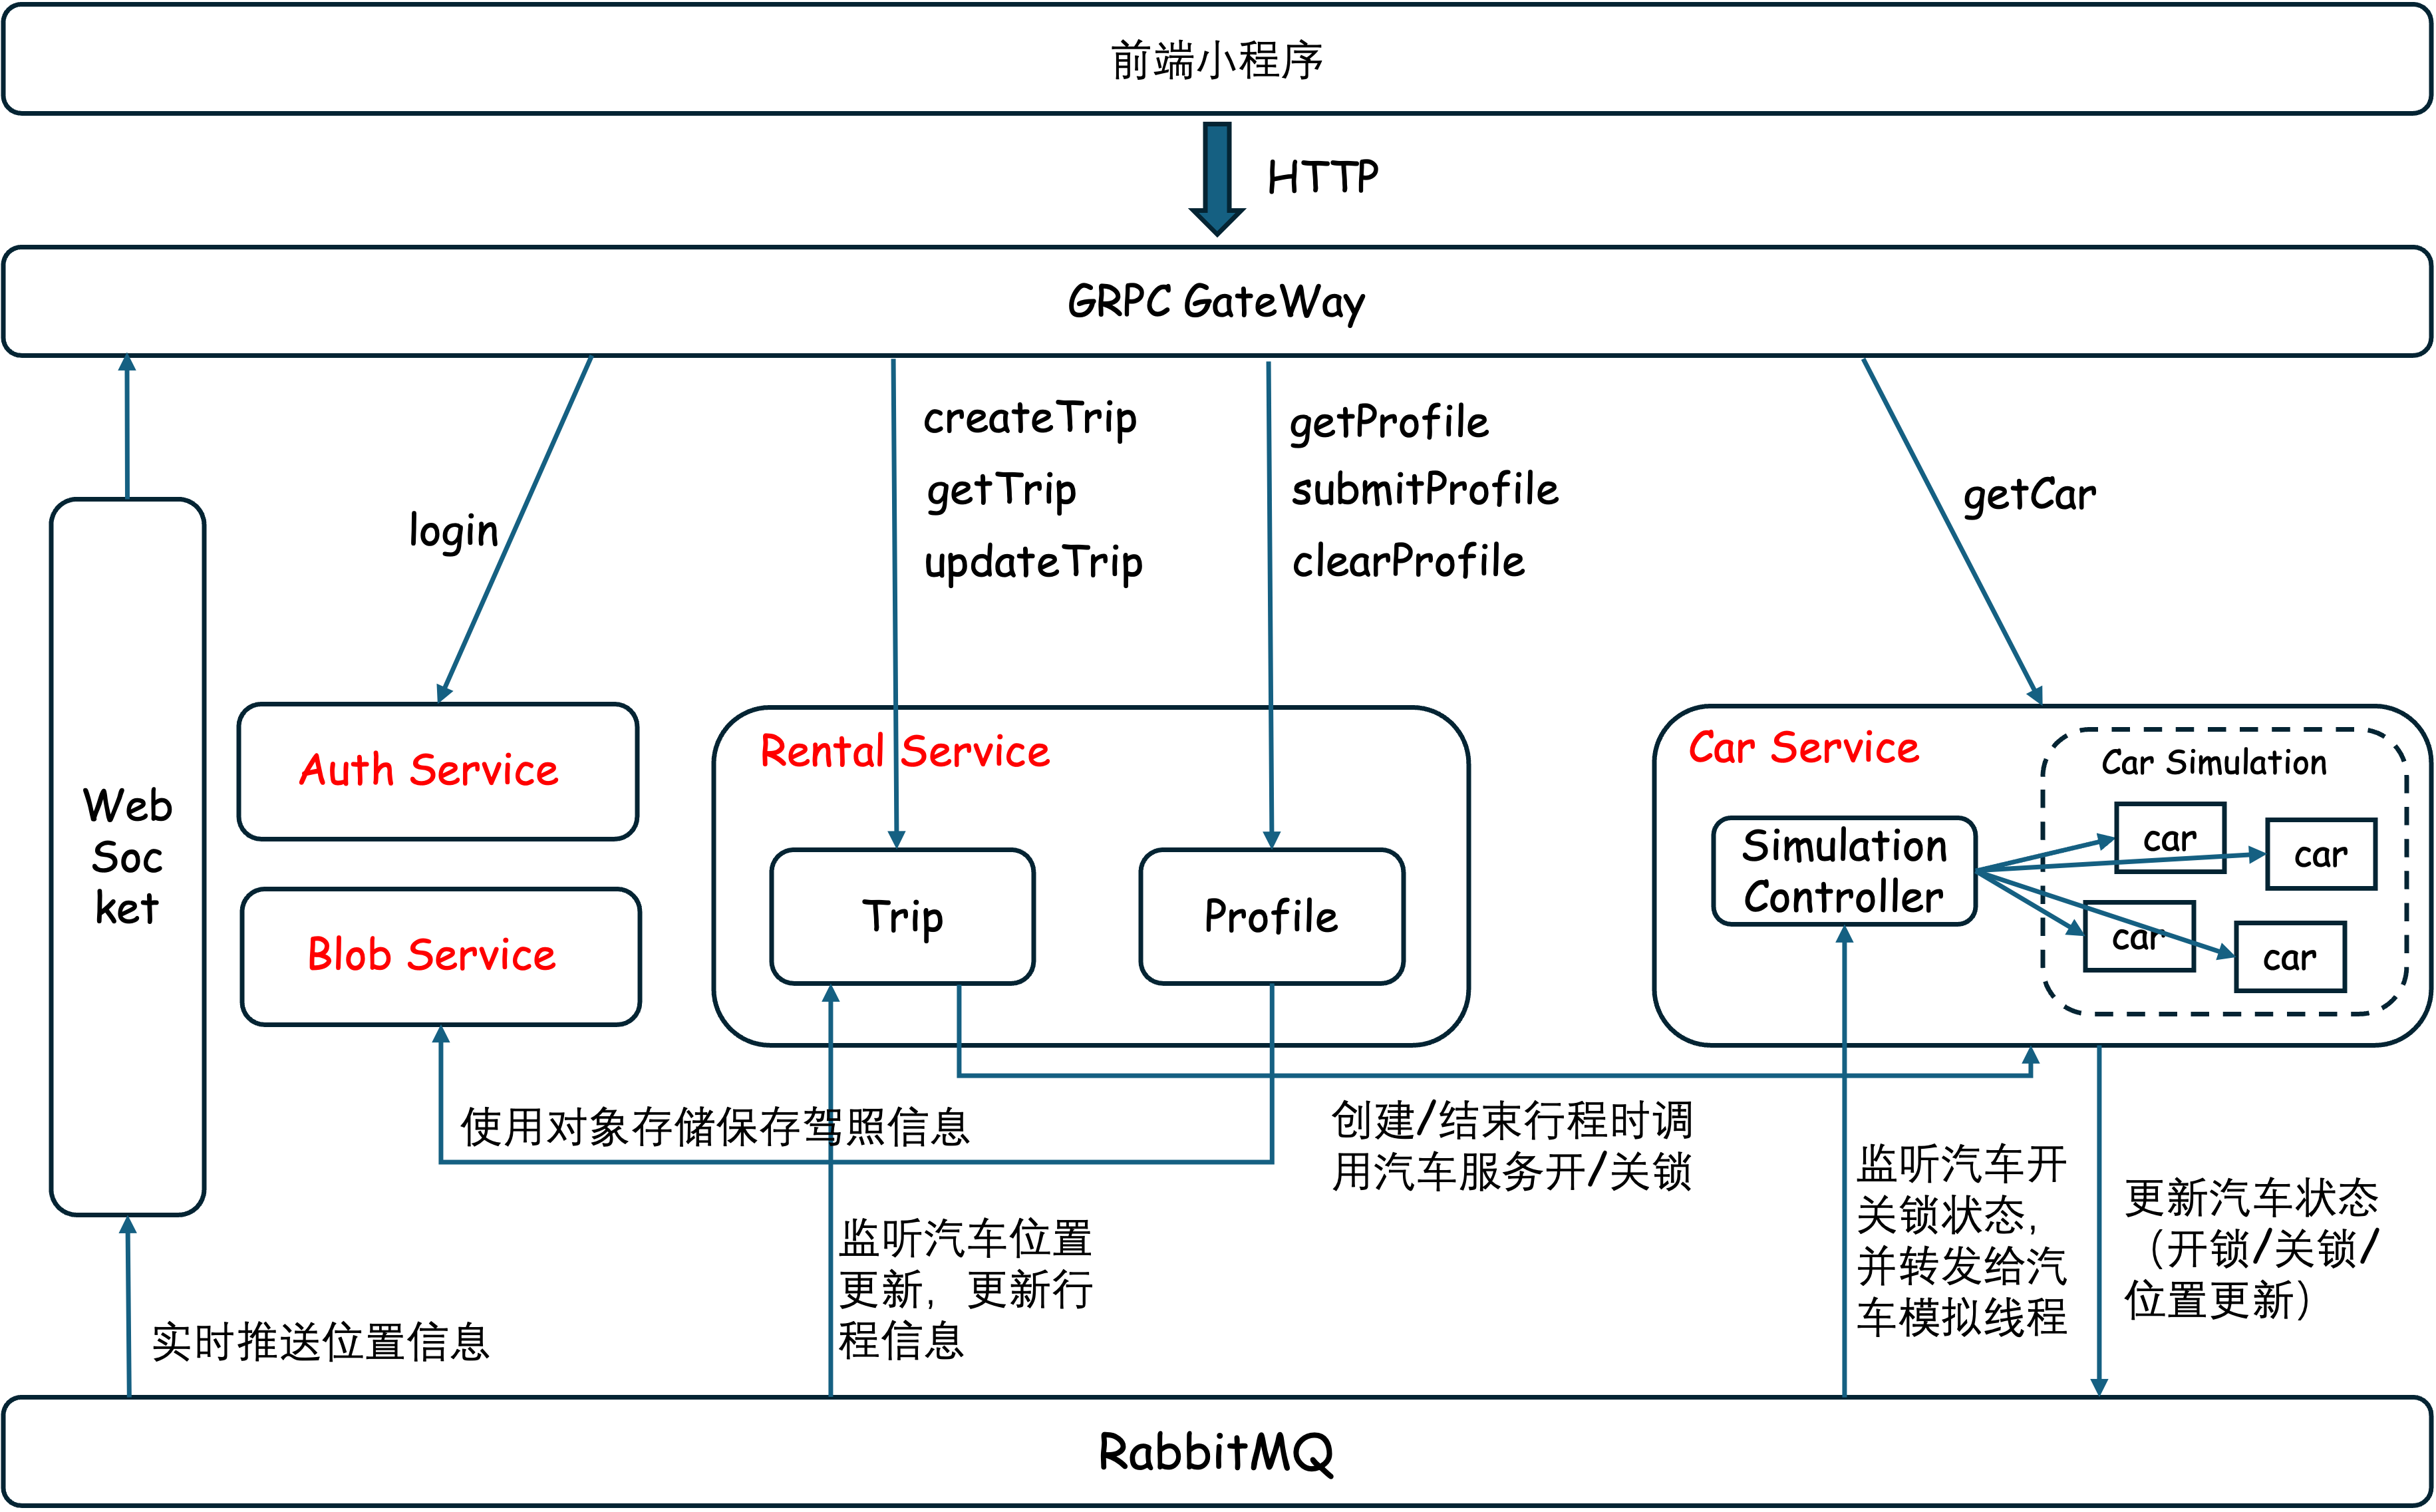 前端小程序
HTTP
GRPC GateWay
login
createTrip
getTrip
updateTrip
getProfile
submitProfile
clearProfile
getCar
Web
Soc
ket
Auth Service
Blob Service
Rental Service
Trip
Profile
Car Service
Simulation
Controller
Car Simulation
car
car
car
car
使用对象存储保存驾照信息
创建/结束行程时调
用汽车服务开/关锁
监听汽车位置
更新，更新行
程信息
监听汽车开
关锁状态，
并转发给汽
车模拟线程
更新汽车状态
（开锁/关锁/
位置更新）
实时推送位置信息
RabbitMQ